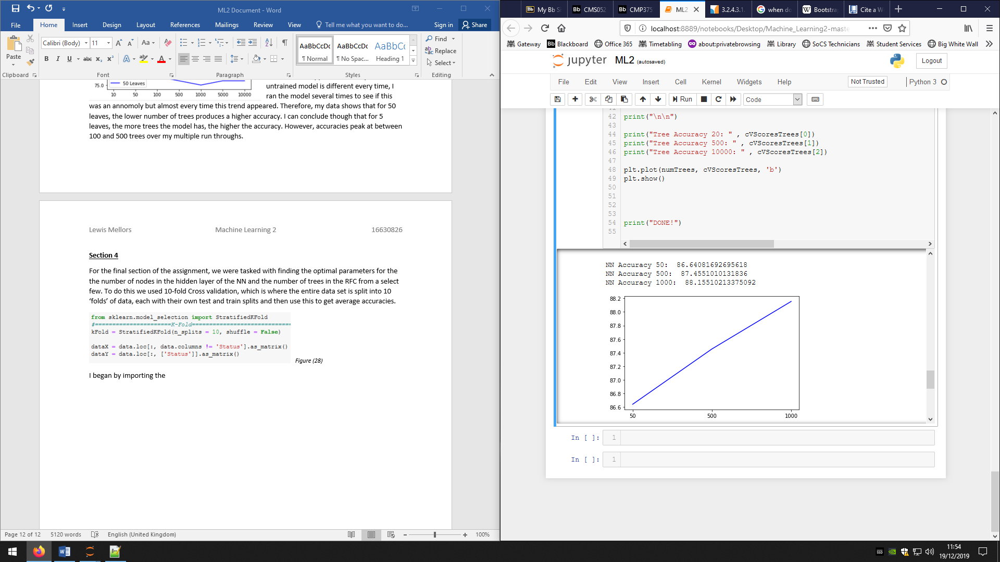 ML2 Document - Word
File Home Insert Design Layout References Mailings Review View Tell me what you want to do... Sign in Share
Paste
Calibri (Body) 11
Aa
B I U abc x₂ x²
AaBbCcDc AaBbCcDc AaBbCc
¶ Normal ¶ No Spac... Heading 1
Find
Replace
Select
Clipboard Font Paragraph Styles Editing
75.0
50 Leaves
10 50 100 500 1000 5000 10000
untrained model is different every time, I
ran the model several times to see if this
was an annomoly but almost every time this trend appeared. Therefore, my data shows that for 50
leaves, the lower number of trees produces a higher accuracy. I can conclude though that for 5
leaves, the more trees the model has, the higher the accuracy. However, accuracies peak at between
100 and 500 trees over my multiple run throughs.
Lewis Mellors Machine Learning 2 16630826
Section 4
For the final section of the assignment, we were tasked with finding the optimal parameters for the
the number of nodes in the hidden layer of the NN and the number of trees in the RFC from a select
few. To do this we used 10-fold Cross validation, which is where the entire data set is split into 10
‘folds’ of data, each with their own test and train splits and then use this to get average accuracies.
from sklearn.model_selection import StratifiedKFold
#======================K-Fold=============================
kFold = StratifiedKFold(n_splits = 10, shuffle = False)
dataX = data.loc[:, data.columns != 'Status'].as_matrix()
dataY = data.loc[:, ['Status']].as_matrix()
Figure (28)
I began by importing the
Page 12 of 12 5120 words English (United Kingdom) 100%
My Bb S
CMS052
CMP375
ML2
3.2.4.3.1.
when do
Bootstra
Cite a W
localhost:8889/notebooks/Desktop/Machine_Learning2-maste
Gateway Blackboard Office 365 Timetabling about:privatebrowsing Library SoCS Technicians Student Services Big White Wall
jupyter ML2 (autosaved)
Logout
File Edit View Insert Cell Kernel Widgets Help Not Trusted Python 3
Run Code
41
42 print("\n\n")
43
44 print("Tree Accuracy 20: " , cVScoresTrees[0])
45 print("Tree Accuracy 500: " , cVScoresTrees[1])
46 print("Tree Accuracy 10000: " , cVScoresTrees[2])
47
48 plt.plot(numTrees, cVScoresTrees, 'b')
49 plt.show()
50
51
52
53
54 print("DONE!")
55
NN Accuracy 50:  86.64081692695618
NN Accuracy 500:  87.4551010131836
NN Accuracy 1000:  88.15510213375092
88.2
88.0
87.8
87.6
87.4
87.2
87.0
86.8
86.6
50 500 1000
In [ ]: 1
In [ ]: 1
11:54
19/12/2019